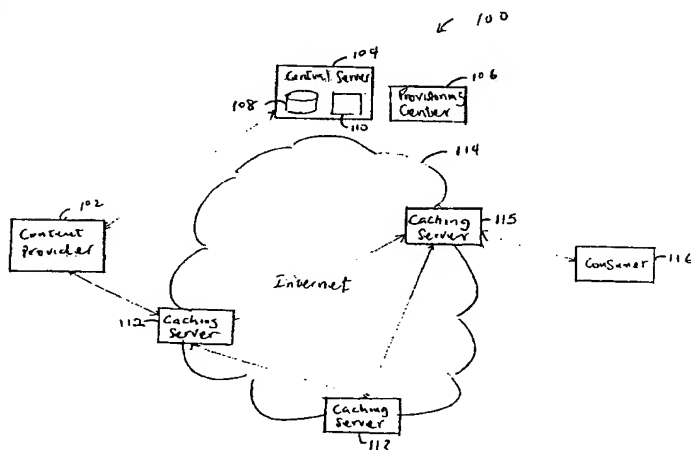 100
104
Central Server
108
110
106
Provisioning
Center
114
102
Content
Provider
Caching
Server
115
Consumer
116
Internet
112
Caching
Server
Caching
Server
112